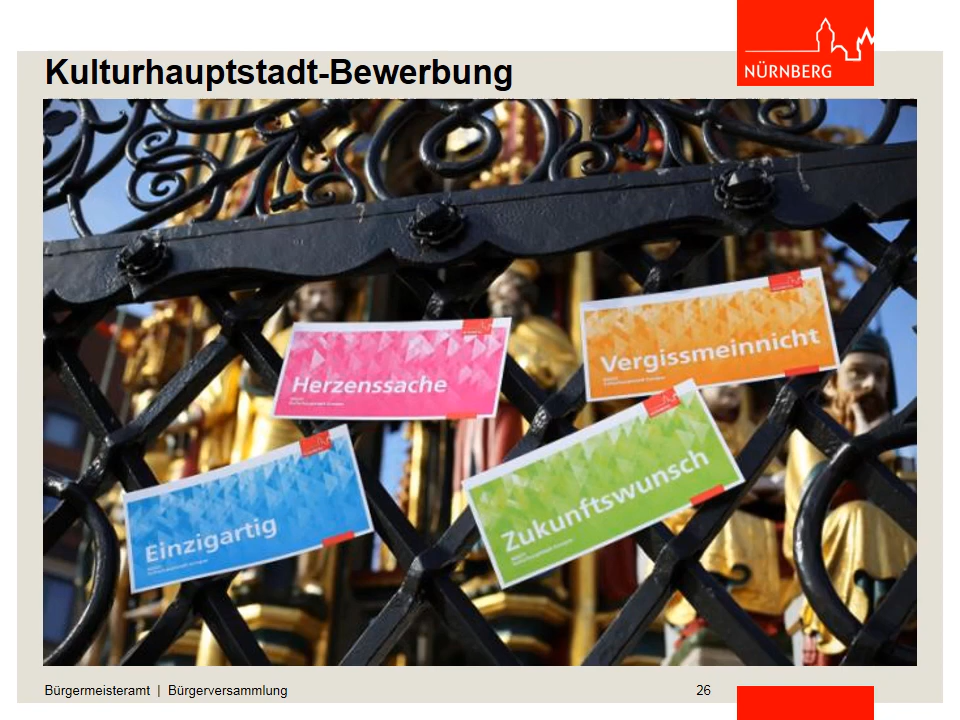 Kulturhauptstadt-Bewerbung
NÜRNBERG
Vergissmeinnicht
Herzenssache
Zukunftswunsch
Einzigartig
Bürgermeisteramt | Bürgerversammlung
26